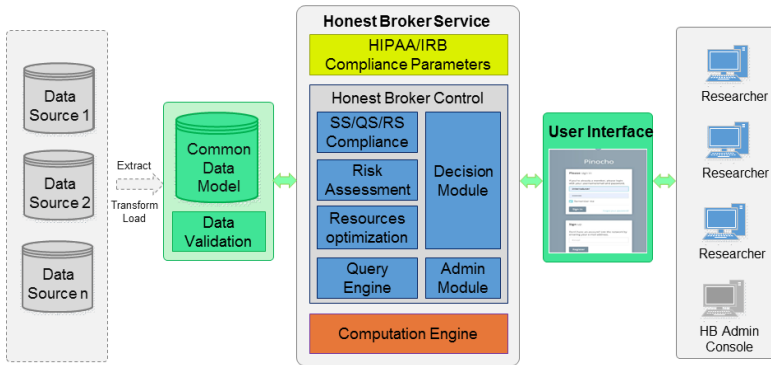 Data
Source 1
Data
Source 2
Data
Source n
Extract
Transform
Load
Common
Data
Model
Data
Validation
Honest Broker Service
HIPAA/IRB
Compliance Parameters
Honest Broker Control
SS/QS/RS
Compliance
Risk
Assessment
Resources
optimization
Decision
Module
Query
Engine
Admin
Module
Computation Engine
User Interface
Pinocho
Researcher
Researcher
Researcher
HB Admin
Console